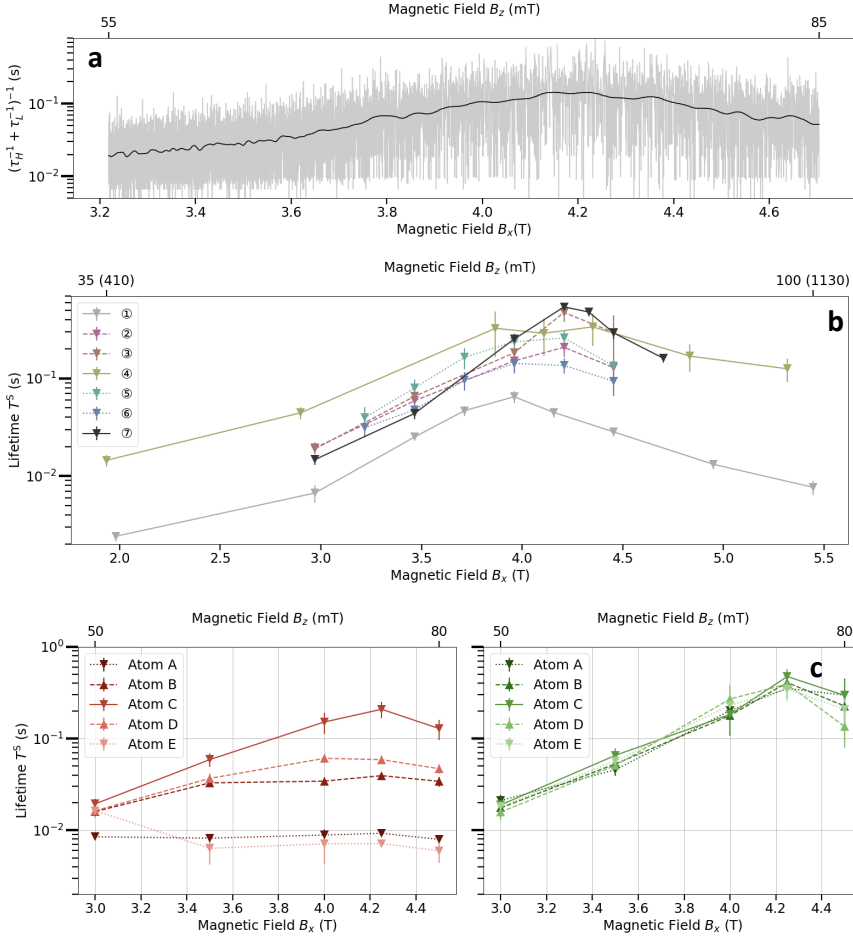 Magnetic Field B_z (mT)
55 85
a
10⁻¹
10⁻²
(τ_H⁻¹ + τ_L⁻¹)⁻¹ (s)
3.2 3.4 3.6 3.8 4.0 4.2 4.4 4.6
Magnetic Field B_x(T)
Magnetic Field B_z (mT)
35 (410) 100 (1130)
b
①
②
③
④
⑤
⑥
⑦
10⁻¹
10⁻²
Lifetime T^S (s)
2.0 2.5 3.0 3.5 4.0 4.5 5.0 5.5
Magnetic Field B_x (T)
Magnetic Field B_z (mT)
50 80
10⁰
10⁻¹
10⁻²
Lifetime T^S (s)
Atom A
Atom B
Atom C
Atom D
Atom E
3.0 3.2 3.4 3.6 3.8 4.0 4.2 4.4
Magnetic Field B_x (T)
Magnetic Field B_z (mT)
50 80
c
Atom A
Atom B
Atom C
Atom D
Atom E
3.0 3.2 3.4 3.6 3.8 4.0 4.2 4.4
Magnetic Field B_x (T)